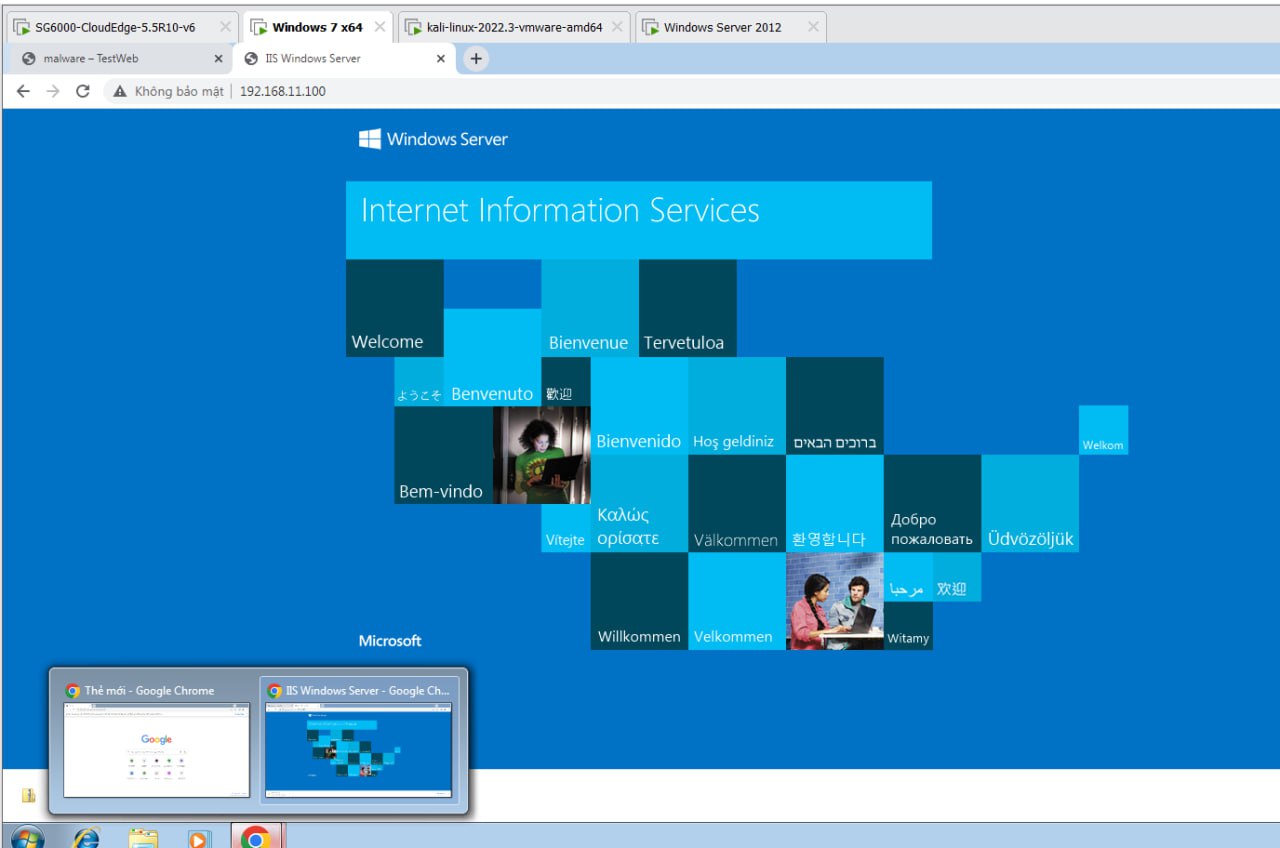 SG6000-CloudEdge-5.5R10-v6
Windows 7 x64
kali-linux-2022.3-vmware-amd64
Windows Server 2012
malware – TestWeb
IIS Windows Server
Không bảo mật
192.168.11.100
Windows Server
Internet Information Services
Welcome
Bienvenue
Tervetuloa
ようこそ
Benvenuto
歡迎
Bienvenido
Hoş geldiniz
ברוכים הבאים
Welkom
Bem-vindo
Vítejte
Καλώς
ορίσατε
Välkommen
환영합니다
Добро
пожаловать
Üdvözöljük
Willkommen
Velkommen
مرحبا
欢迎
Witamy
Microsoft
Thẻ mới - Google Chrome
IIS Windows Server - Google Ch...
Google